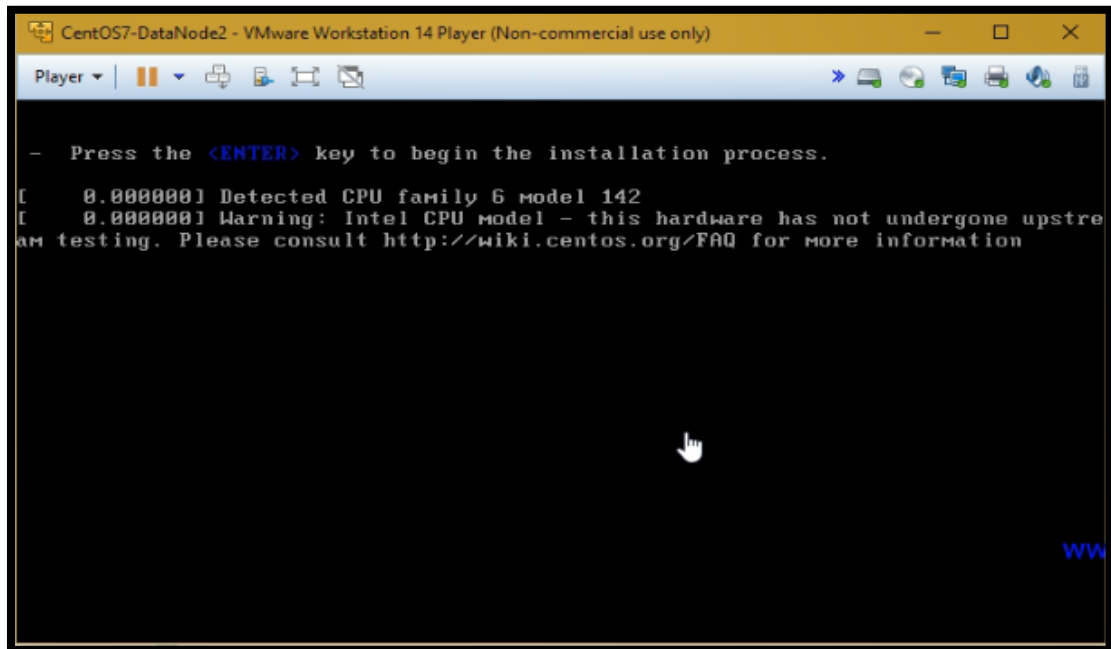 CentOS7-DataNode2 - VMware Workstation 14 Player (Non-commercial use only)
Player
- Press the <ENTER> key to begin the installation process.
[ 0.000000] Detected CPU family 6 model 142
[ 0.000000] Warning: Intel CPU model - this hardware has not undergone upstre
am testing. Please consult http://wiki.centos.org/FAQ for more information
ww